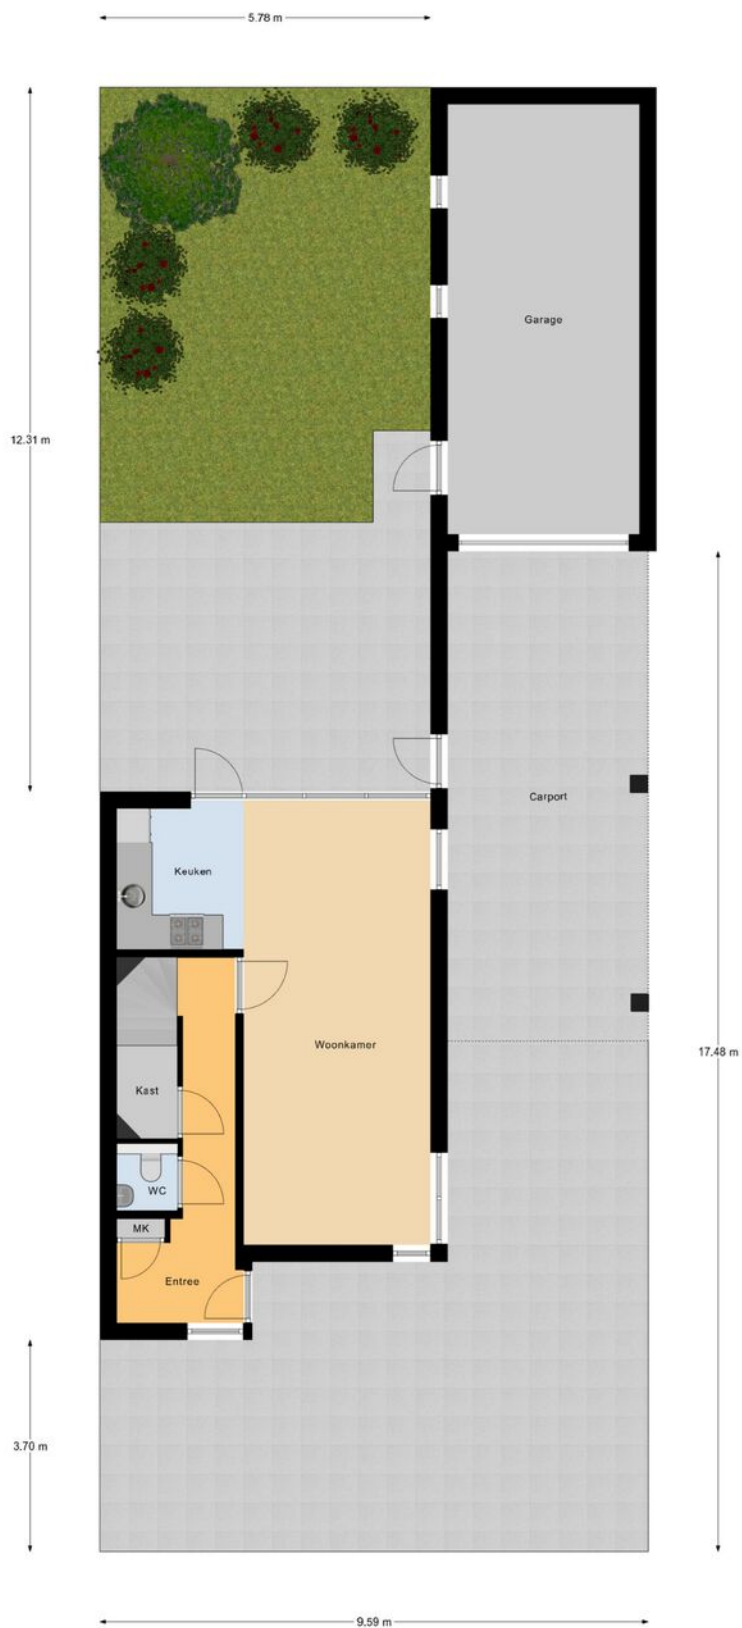 5.78 m
Garage
12.31 m
Carport
Keuken
Woonkamer
17.48 m
Kast
WC
MK
Entree
3.70 m
9.59 m